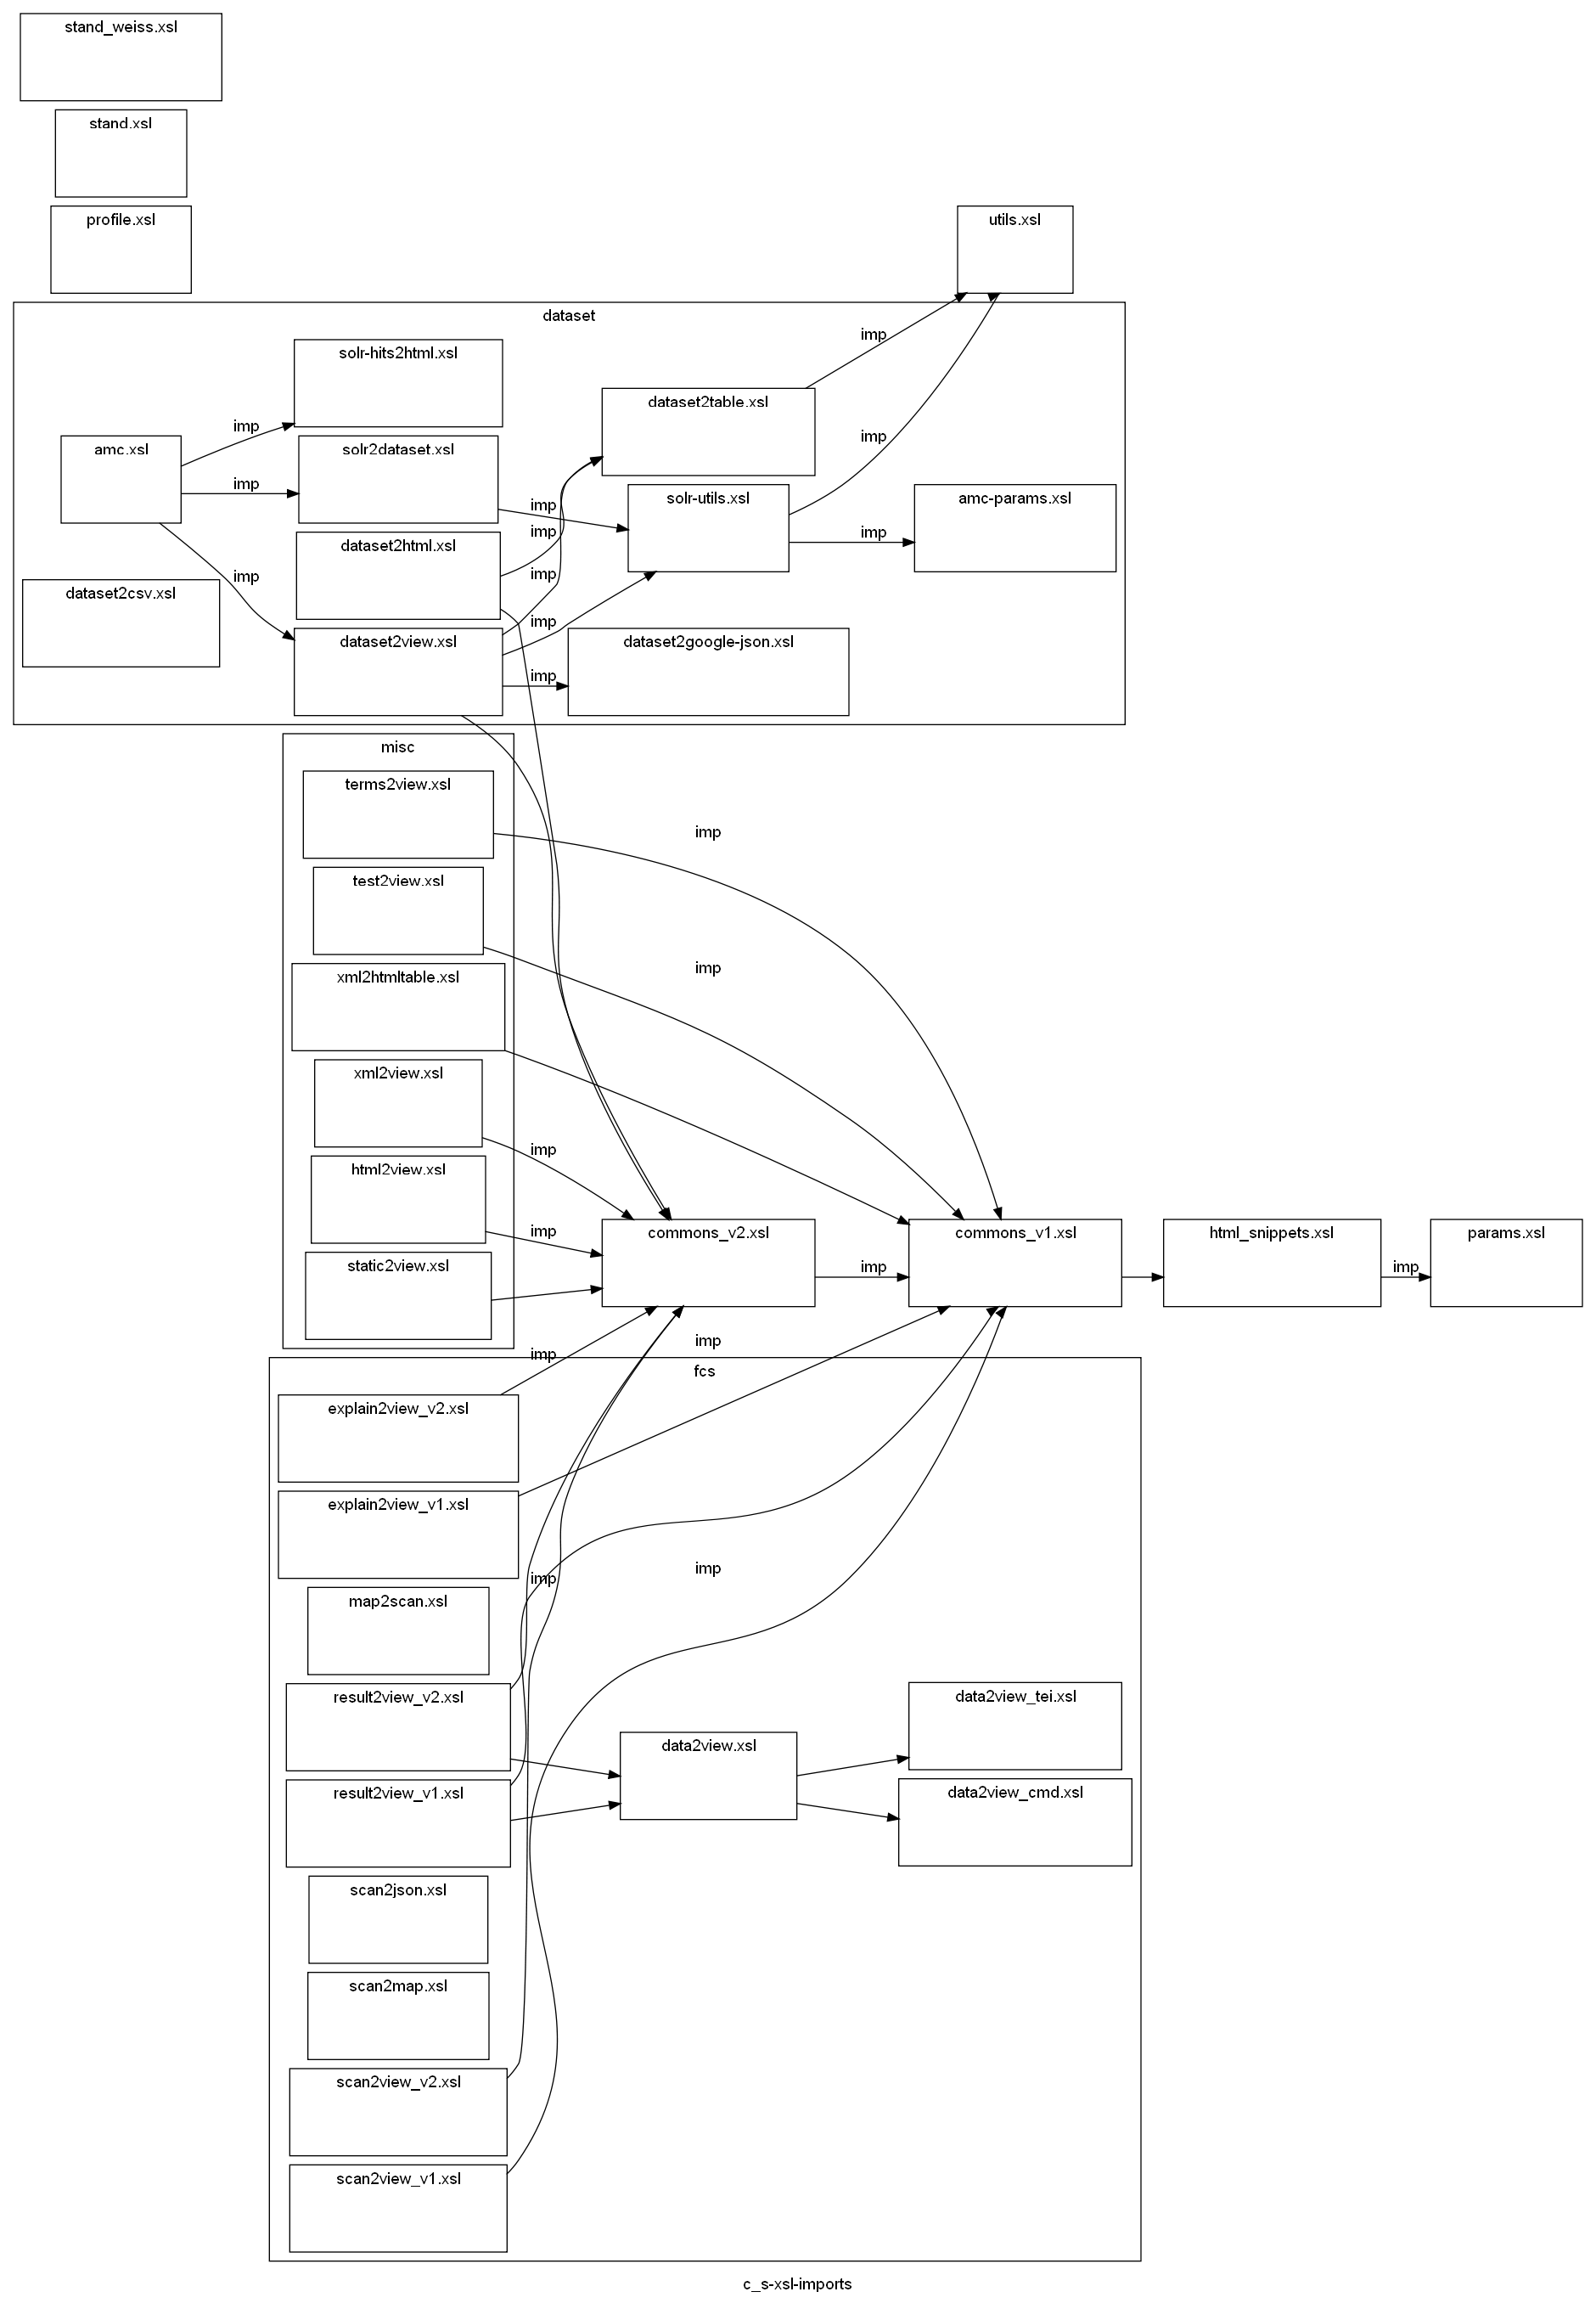 stand_weiss.xsl
stand.xsl
profile.xsl
utils.xsl
dataset
imp
solr-hits2html.xsl
dataset2table.xsl
imp
amc.xsl
imp
solr2dataset.xsl
imp
imp
solr-utils.xsl
amc-params.xsl
imp
imp
dataset2html.xsl
imp
imp
imp
dataset2csv.xsl
imp
dataset2view.xsl
dataset2google-json.xsl
imp
misc
terms2view.xsl
imp
test2view.xsl
imp
xml2htmltable.xsl
xml2view.xsl
imp
html2view.xsl
imp
commons_v2.xsl
commons_v1.xsl
html_snippets.xsl
params.xsl
static2view.xsl
imp
imp
imp
imp
fcs
explain2view_v2.xsl
explain2view_v1.xsl
imp
imp
map2scan.xsl
result2view_v2.xsl
data2view_tei.xsl
data2view.xsl
result2view_v1.xsl
data2view_cmd.xsl
scan2json.xsl
scan2map.xsl
scan2view_v2.xsl
scan2view_v1.xsl
c_s-xsl-imports